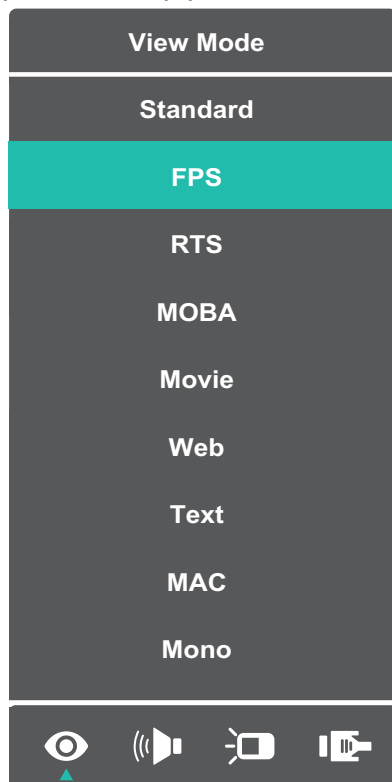 View Mode
Standard
FPS
RTS
MOBA
Movie
Web
Text
MAC
Mono